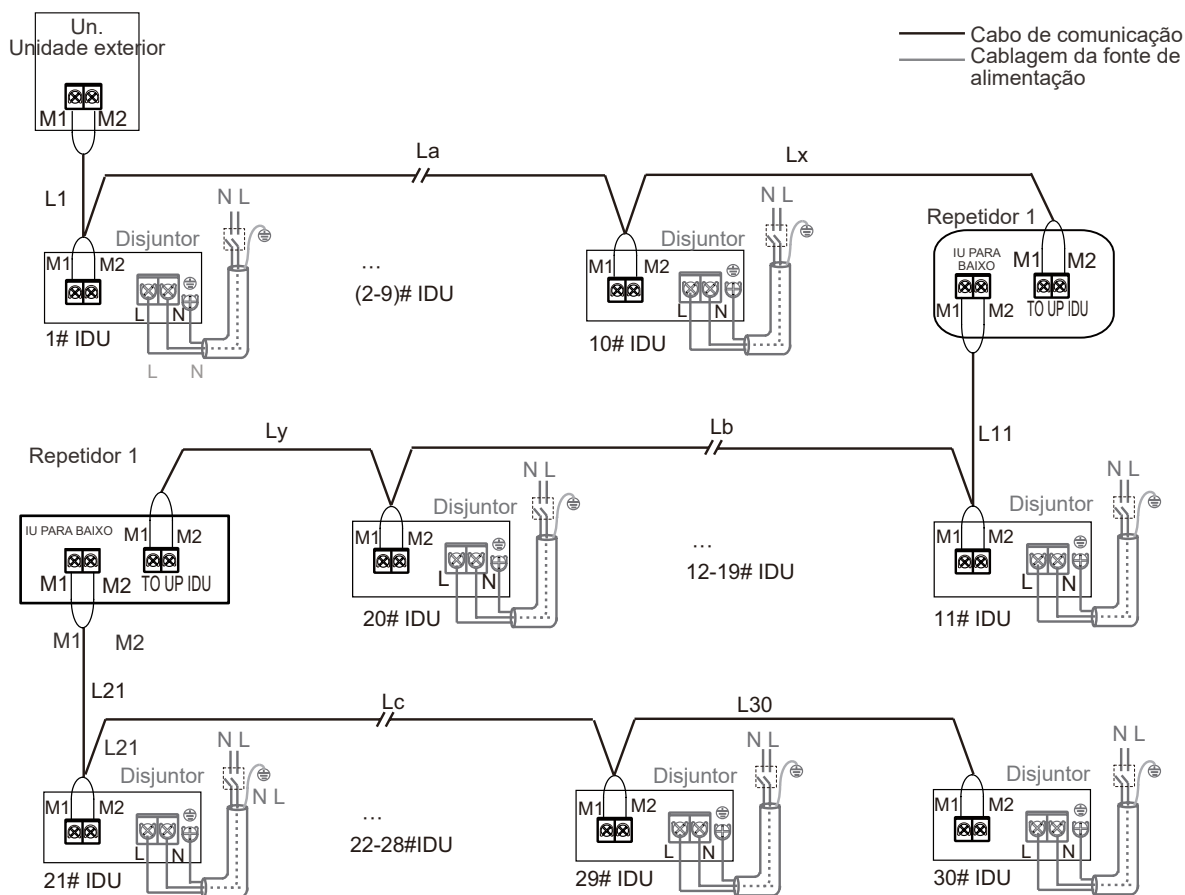 Un.
Unidade exterior
M1 M2
Cabo de comunicação
Cablagem da fonte de
alimentação
L1
La
Lx
N L
Disjuntor
M1 M2
L N
1# IDU
L N
...
(2-9)# IDU
N L
Disjuntor
M1 M2
L N
10# IDU
Repetidor 1
IU PARA
BAIXO
M1 M2
M1 M2
TO UP IDU
L11
Repetidor 1
Ly
Lb
IU PARA BAIXO
M1 M2
M1 M2
TO UP IDU
M1 M2
N L
Disjuntor
M1 M2
L N
20# IDU
...
12-19# IDU
N L
Disjuntor
M1 M2
L N
11# IDU
L21
Lc
L30
L21
N L
Disjuntor
N L
M1 M2
L N
21# IDU
...
22-28#IDU
N L
Disjuntor
M1 M2
L N
29# IDU
N L
Disjuntor
M1 M2
L N
30# IDU